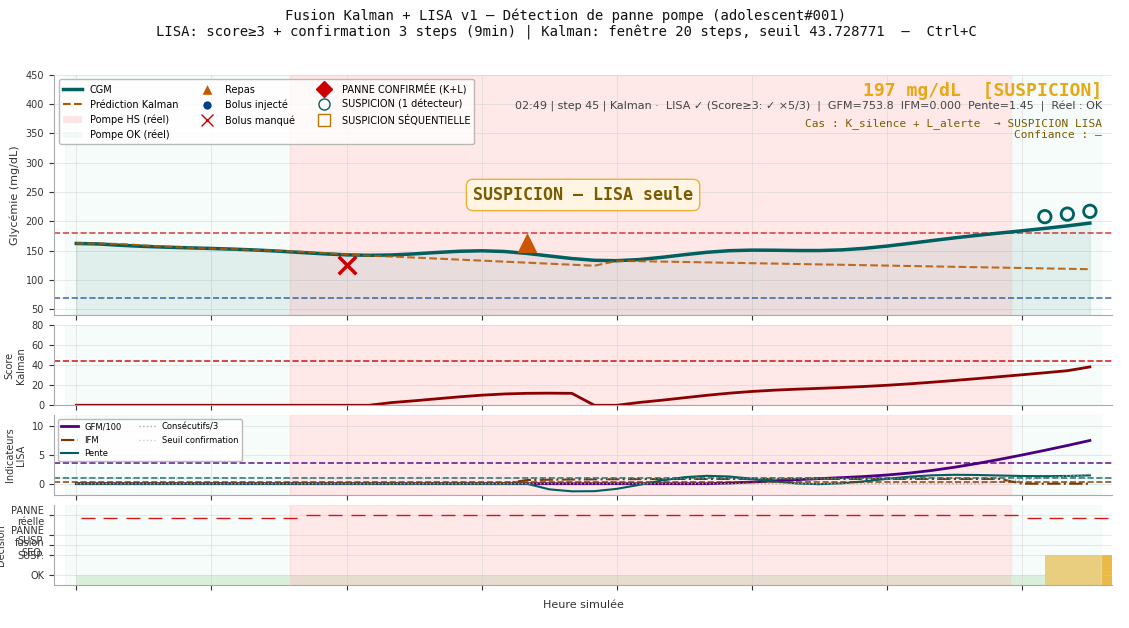 Fusion Kalman + LISA v1 — Détection de panne pompe (adolescent#001)
LISA: score≥3 + confirmation 3 steps (9min) | Kalman: fenêtre 20 steps, seuil 43.728771  —  Ctrl+C
CGM
Prédiction Kalman
Pompe HS (réel)
Pompe OK (réel)
Repas
Bolus injecté
Bolus manqué
PANNE CONFIRMÉE (K+L)
SUSPICION (1 détecteur)
SUSPICION SÉQUENTIELLE
197 mg/dL  [SUSPICION]
02:49 | step 45 | Kalman ·  LISA ✓ (Score≥3: ✓ ×5/3)  |  GFM=753.8  IFM=0.000  Pente=1.45  |  Réel : OK
Cas : K_silence + L_alerte  → SUSPICION LISA
Confiance : —
SUSPICION — LISA seule
Glycémie (mg/dL)
450
400
350
300
250
200
150
100
50
Score
Kalman
80
60
40
20
0
Indicateurs
LISA
10
5
0
GFM/100
IFM
Pente
Consécutifs/3
Seuil confirmation
PANNE
réelle
PANNE
fusion
SUSP.
SEQ.
SUSP.
OK
Heure simulée